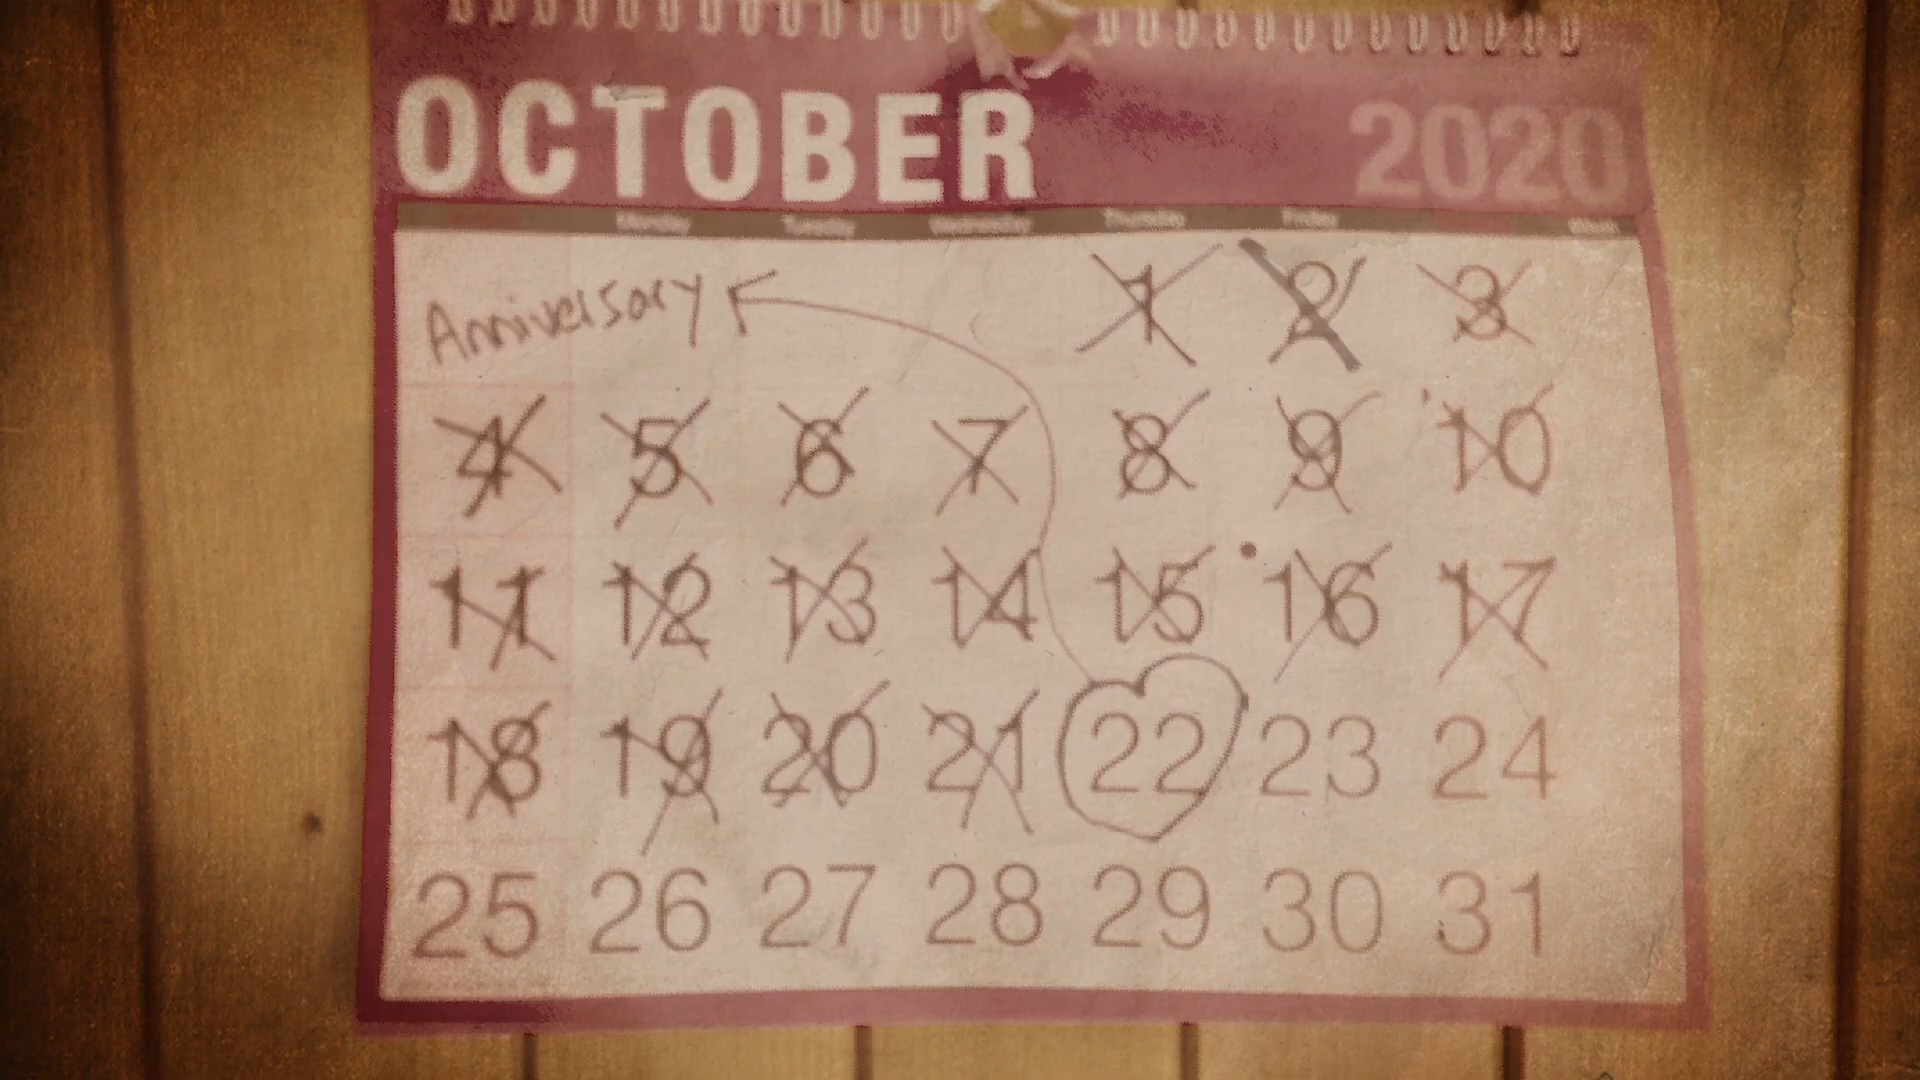 OCTOBER 2020
Monday Tuesday Wednesday Thursday Friday
Anniversary 1 2 3
4 5 6 7 8 9 10
11 12 13 14 15 16 17
18 19 20 21 22 23 24
25 26 27 28 29 30 31